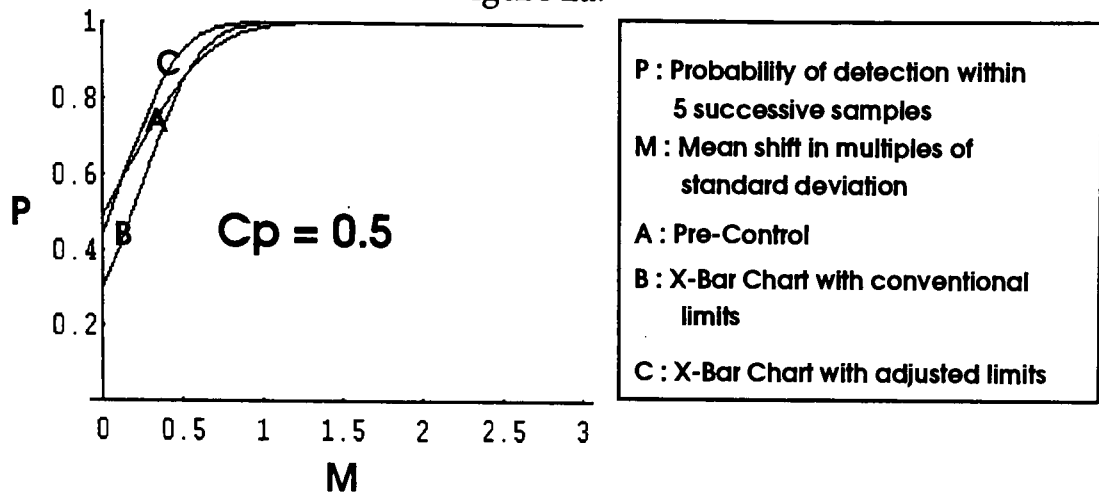 1
0.8
0.6
0.4
0.2
P
C
A
B
Cp = 0.5
0 0.5 1 1.5 2 2.5 3
M
P : Probability of detection within
5 successive samples
M : Mean shift in multiples of
standard deviation
A : Pre-Control
B : X-Bar Chart with conventional
limits
C : X-Bar Chart with adjusted limits